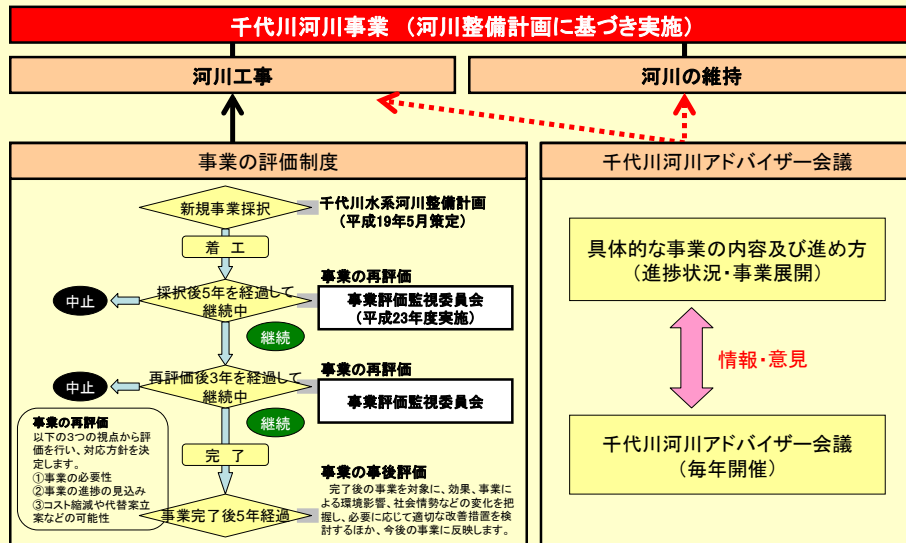 千代川河川事業 (河川整備計画に基づき実施)
河川工事
河川の維持
事業の評価制度
新規事業採択
千代川水系河川整備計画
(平成19年5月策定)
着 工
事業の再評価
採択後5年を経過して
継続中
中止
事業評価監視委員会
(平成23年度実施)
継続
事業の再評価
再評価後3年を経過して
継続中
中止
事業評価監視委員会
継続
事業の再評価
以下の3つの視点から評
価を行い、対応方針を決
定します。
①事業の必要性
②事業の進捗の見込み
③コスト縮減や代替案立
案などの可能性
完 了
事業完了後5年経過
事業の事後評価
完了後の事業を対象に、効果、事業に
よる環境影響、社会情勢などの変化を把
握し、必要に応じて適切な改善措置を検
討するほか、今後の事業に反映します。
千代川河川アドバイザー会議
具体的な事業の内容及び進め方
(進捗状況・事業展開)
情報・意見
千代川河川アドバイザー会議
(毎年開催)